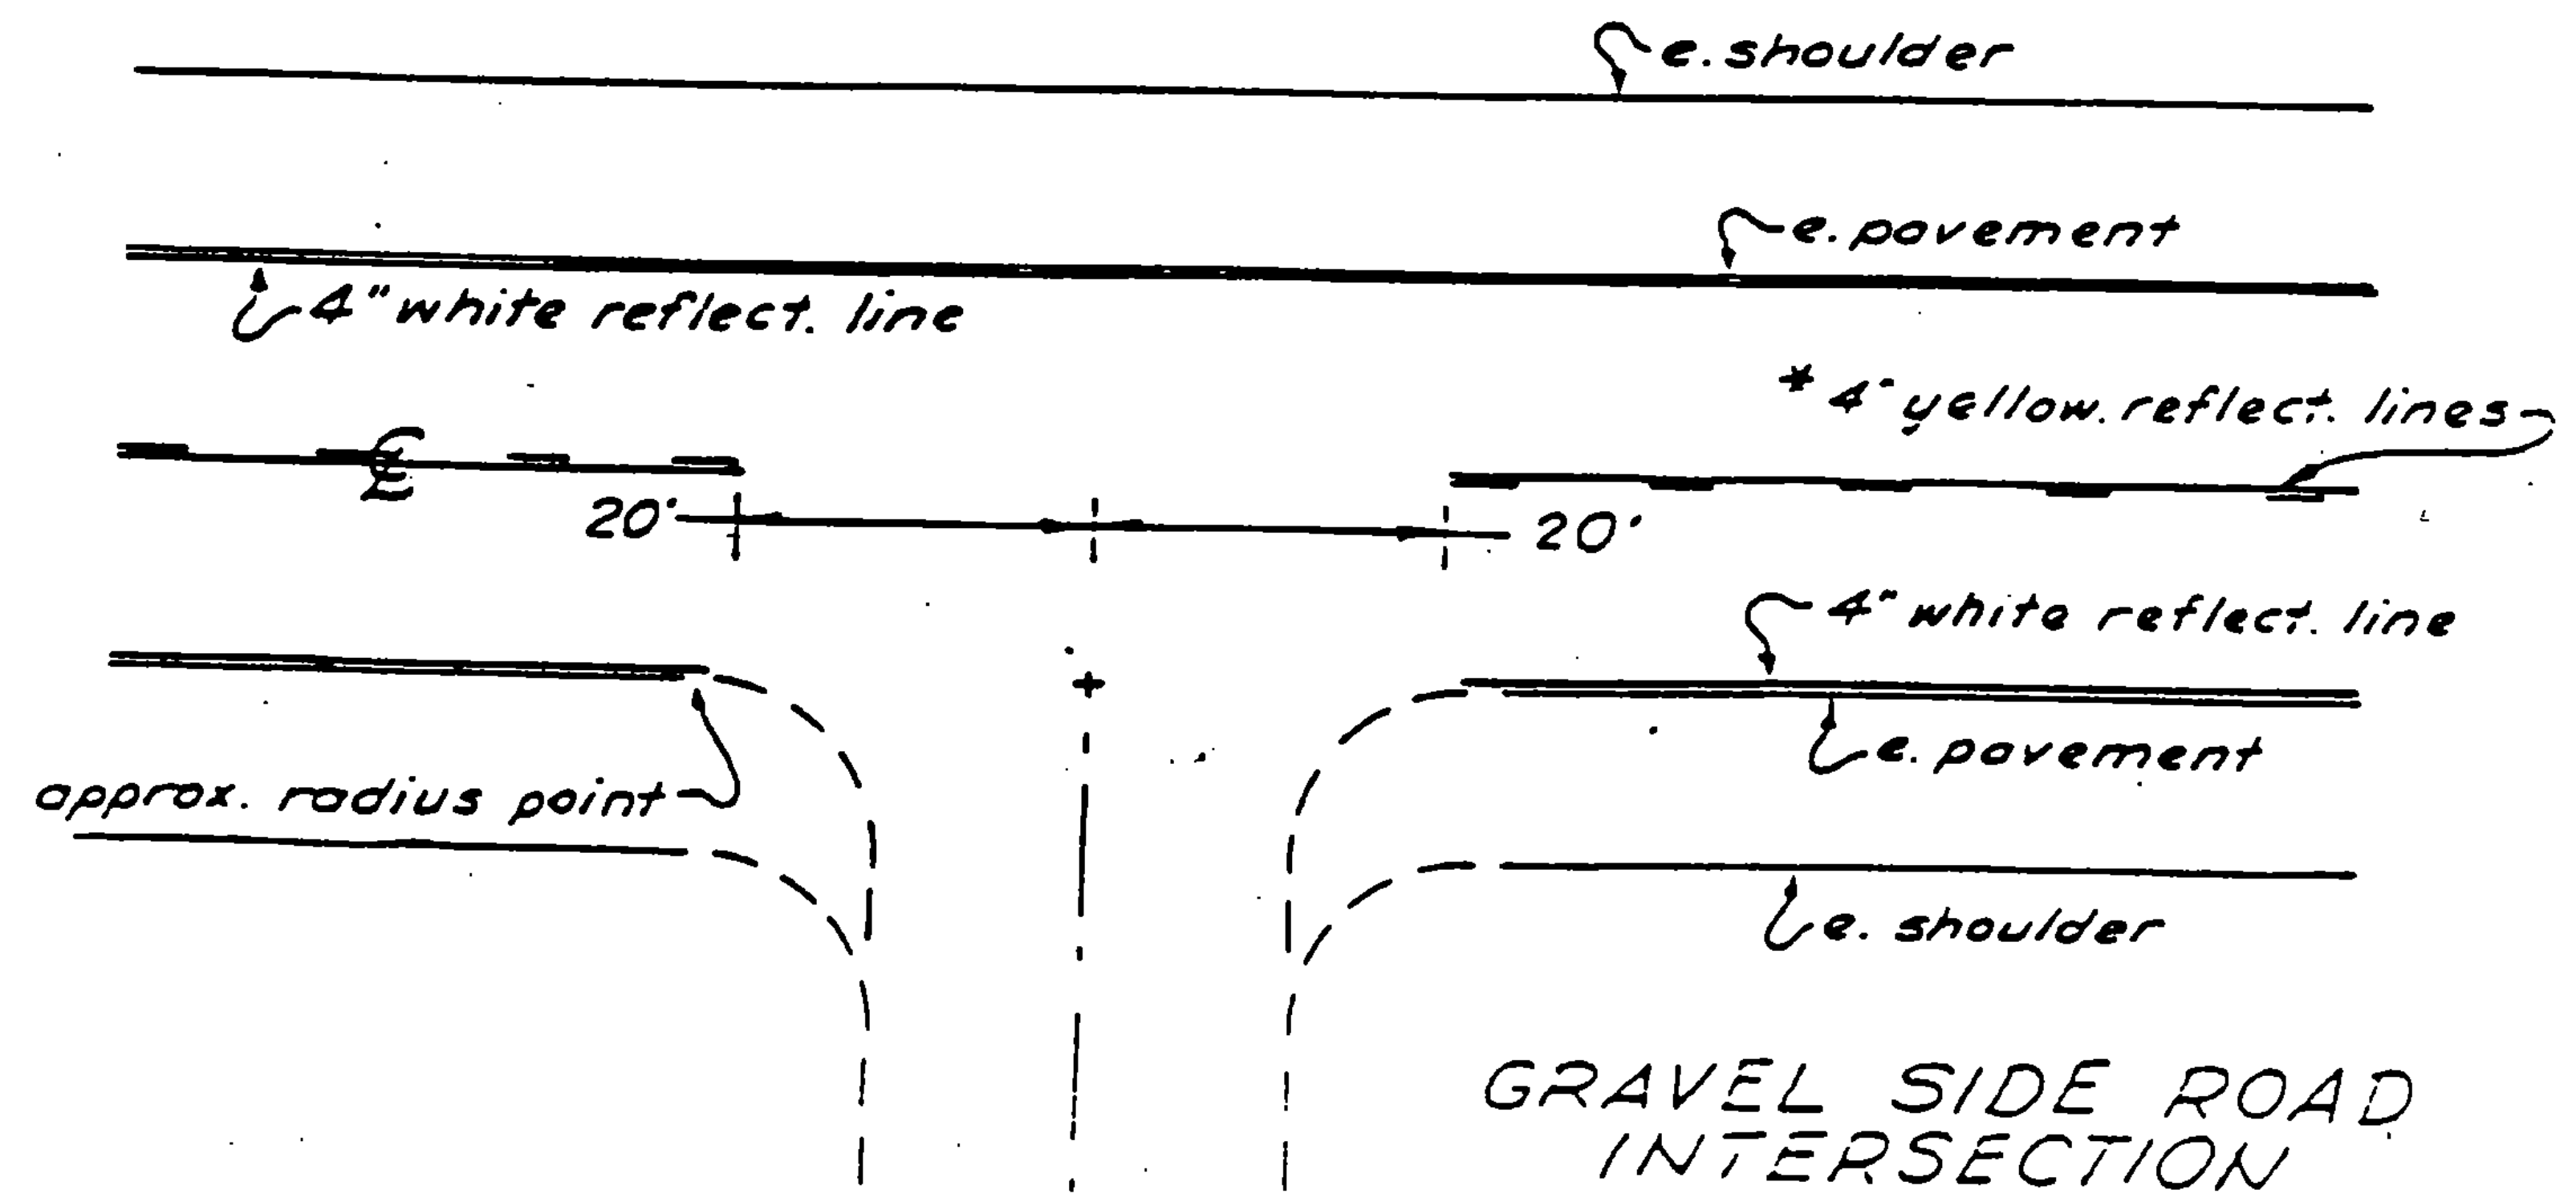 e. shoulder
e. pavement
4" white reflect. line
* 4" yellow. reflect. lines
℄
20'
20'
4" white reflect. line
e. pavement
approx. radius point
e. shoulder
GRAVEL SIDE ROAD
INTERSECTION